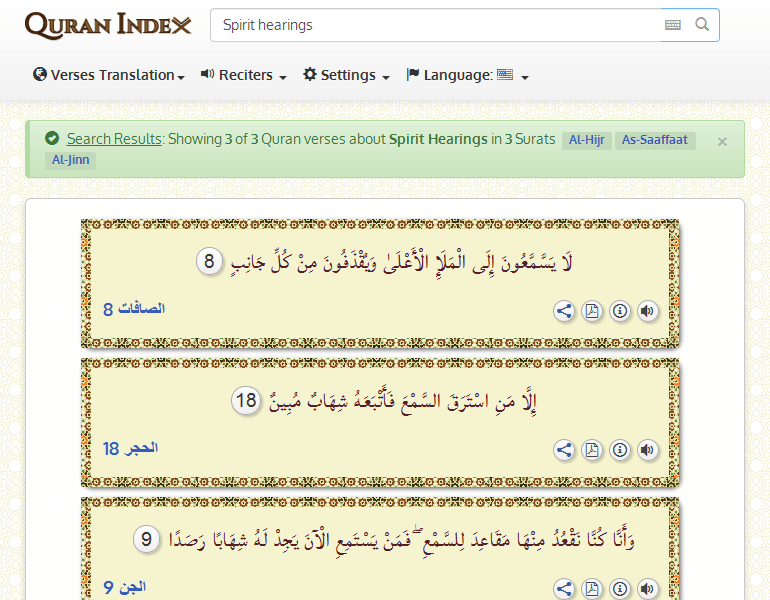 QURAN INDEX
Spirit hearings
Verses Translation Reciters Settings Language:
Search Results: Showing 3 of 3 Quran verses about Spirit Hearings in 3 Surats Al-Hijr As-Saaffaat ×
Al-Jinn
لَا يَسَّمَّعُونَ إِلَى الْمَلَإِ الْأَعْلَىٰ وَيُقْذَفُونَ مِنْ كُلِّ جَانِبٍ 8
الصافات 8
إِلَّا مَنِ اسْتَرَقَ السَّمْعَ فَأَتْبَعَهُ شِهَابٌ مُبِينٌ 18
الحجر 18
وَأَنَّا كُنَّا نَقْعُدُ مِنْهَا مَقَاعِدَ لِلسَّمْعِ ۖ فَمَنْ يَسْتَمِعِ الْآنَ يَجِدْ لَهُ شِهَابًا رَصَدًا 9
الجن 9